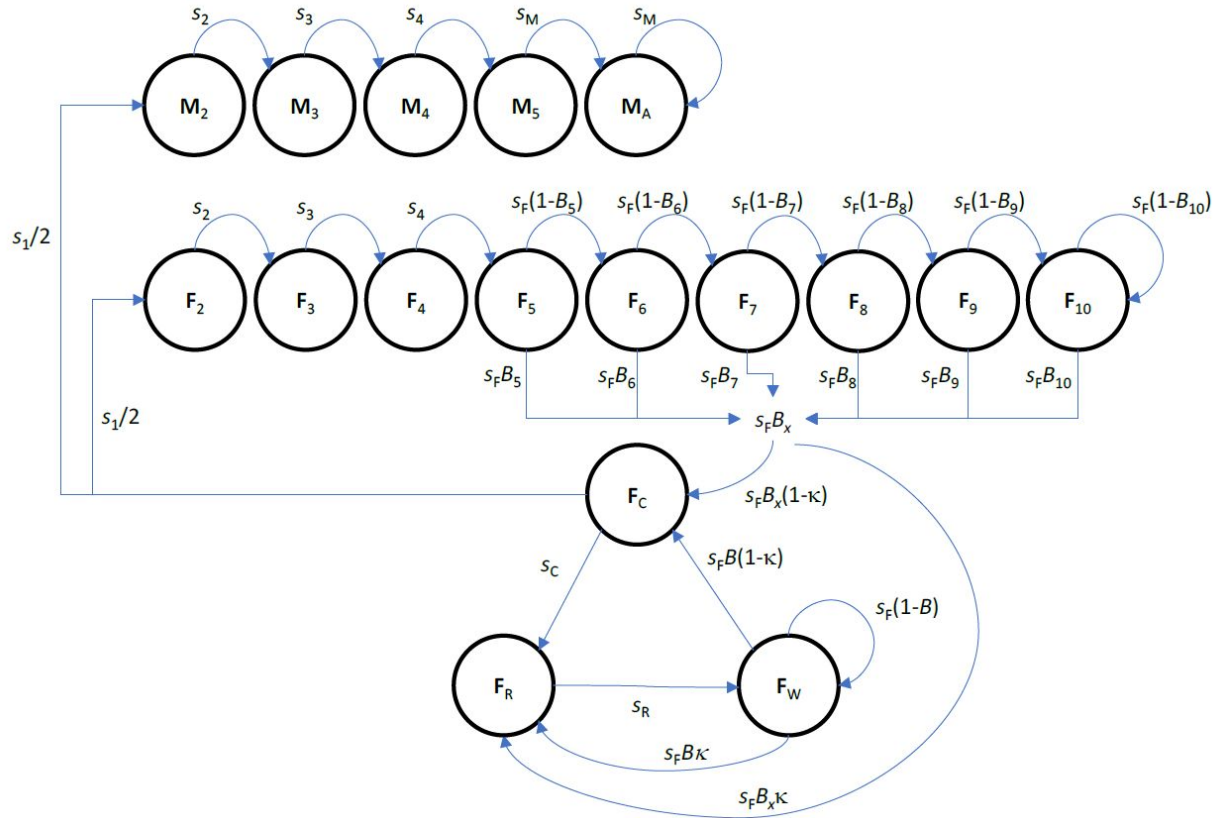 s2 s3 s4 sM sM
M2 M3 M4 M5 MA
s2 s3 s4 sF(1-B5) sF(1-B6) sF(1-B7) sF(1-B8) sF(1-B9) sF(1-B10)
s1/2
F2 F3 F4 F5 F6 F7 F8 F9 F10
sFB5 sFB6 sFB7 sFB8 sFB9 sFB10
s1/2
sFBx
FC
sFBx(1-κ)
sC
sFB(1-κ)
sF(1-B)
FR
FW
sR
sFBκ
sFBxκ